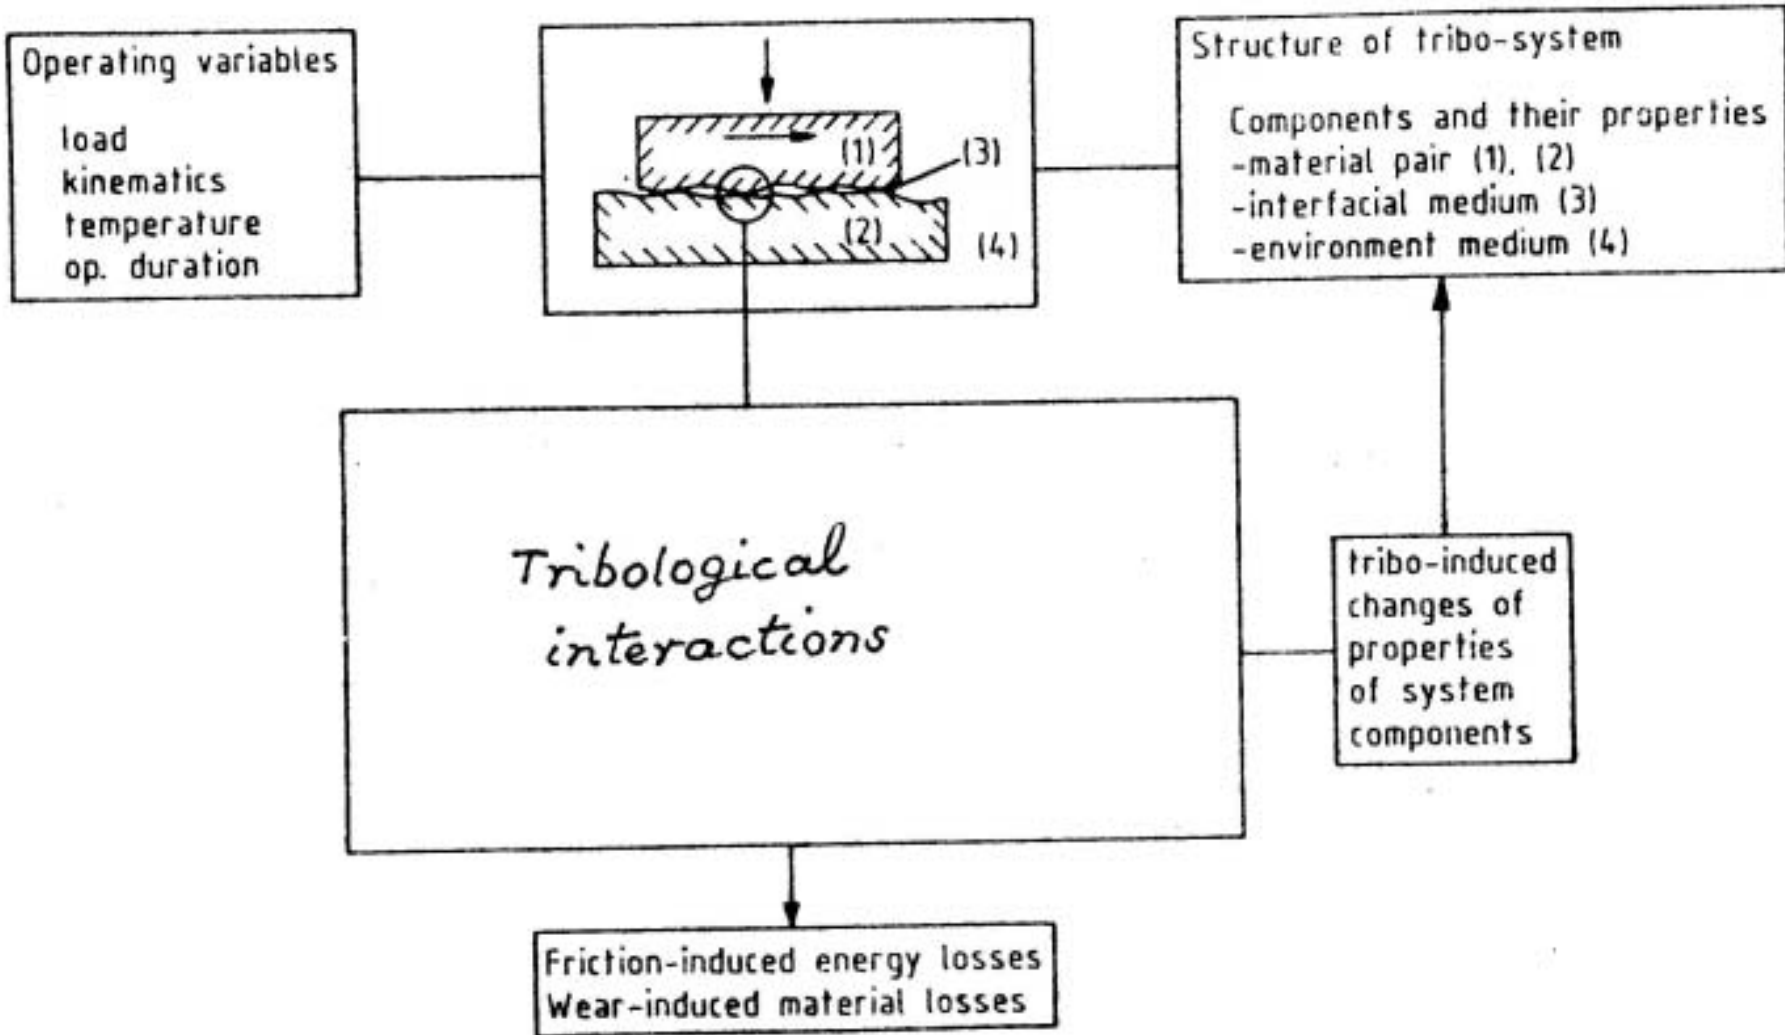 Operating variables
load
kinematics
temperature
op. duration
(1)
(3)
(2)
(4)
Structure of tribo-system
Components and their properties
-material pair (1), (2)
-interfacial medium (3)
-environment medium (4)
Tribological
interactions
tribo-induced
changes of
properties
of system
components
Friction-induced energy losses
Wear-induced material losses